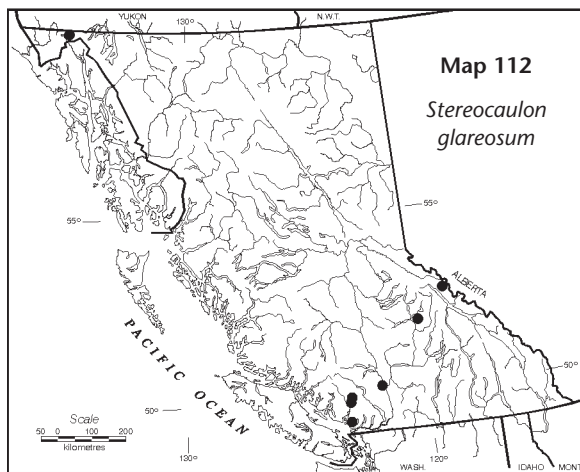 YUKON 130° N.W.T.
Map 112
Stereocaulon
glareosum
55° 55°
ALBERTA
PACIFIC OCEAN
50°
Scale
50 0 100 200
kilometres
50°
130°
120°
WASH. IDAHO MONT